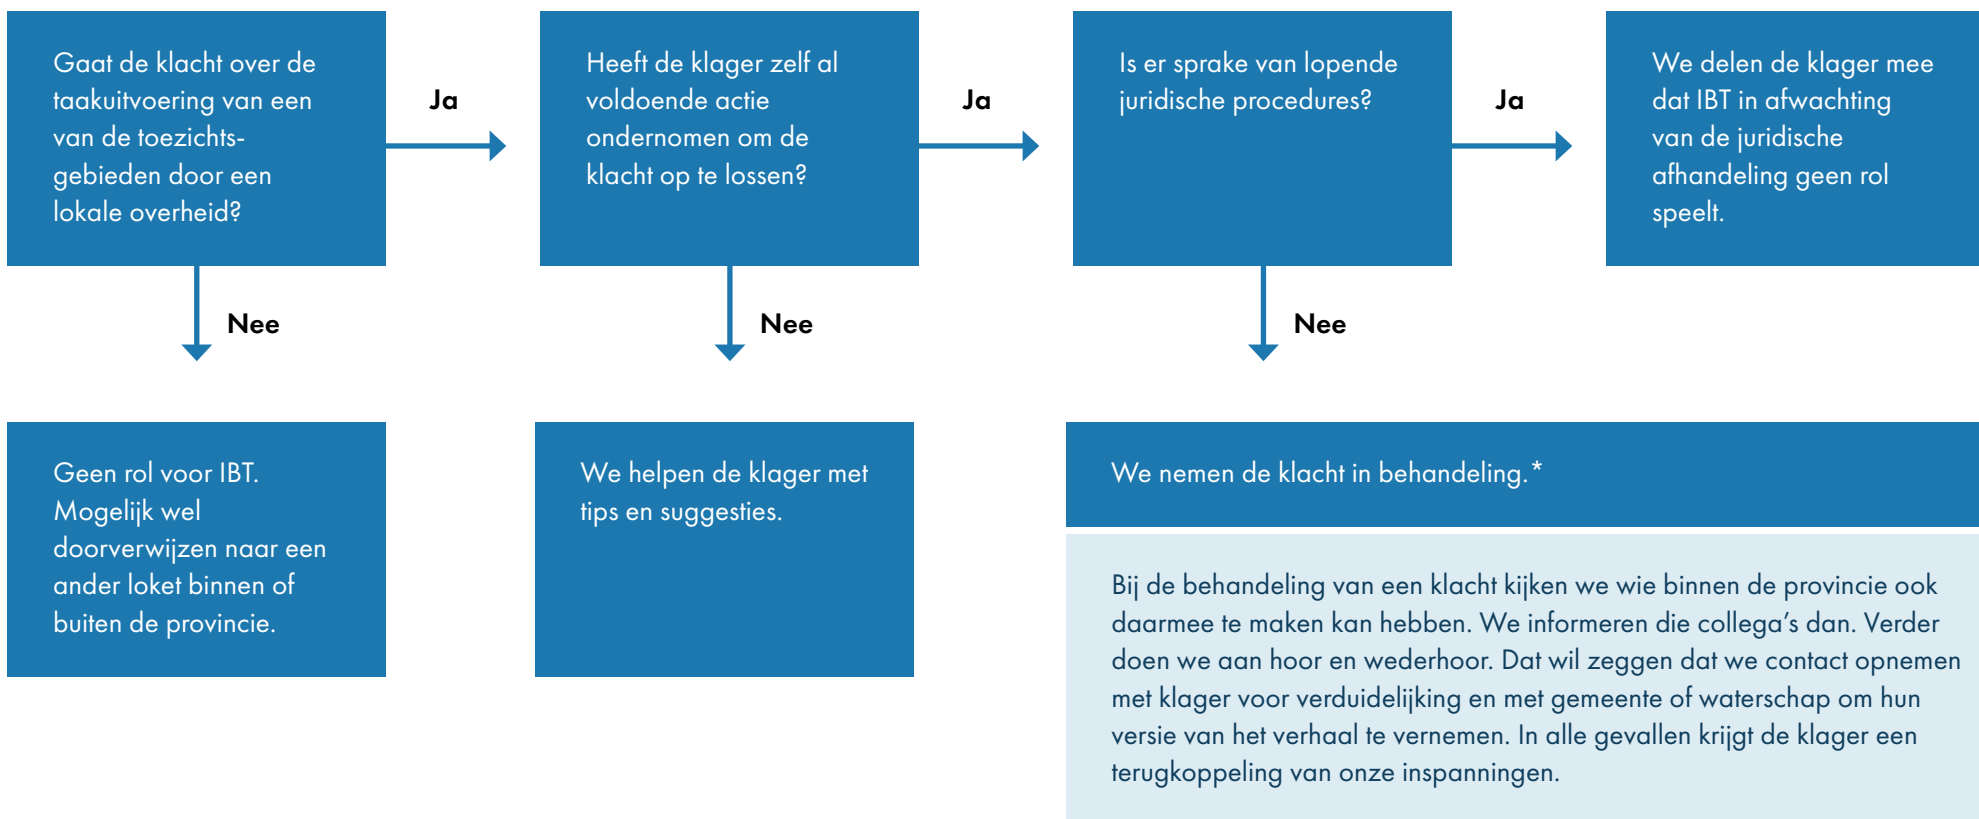 Gaat de klacht over de
taakuitvoering van een
van de toezichts-
gebieden door een
lokale overheid?
Ja
Heeft de klager zelf al
voldoende actie
ondernomen om de
klacht op te lossen?
Ja
Is er sprake van lopende
juridische procedures?
Ja
We delen de klager mee
dat IBT in afwachting
van de juridische
afhandeling geen rol
speelt.
Nee
Nee
Nee
Geen rol voor IBT.
Mogelijk wel
doorverwijzen naar een
ander loket binnen of
buiten de provincie.
We helpen de klager met
tips en suggesties.
We nemen de klacht in behandeling.*
Bij de behandeling van een klacht kijken we wie binnen de provincie ook
daarmee te maken kan hebben. We informeren die collega's dan. Verder
doen we aan hoor en wederhoor. Dat wil zeggen dat we contact opnemen
met klager voor verduidelijking en met gemeente of waterschap om hun
versie van het verhaal te vernemen. In alle gevallen krijgt de klager een
terugkoppeling van onze inspanningen.